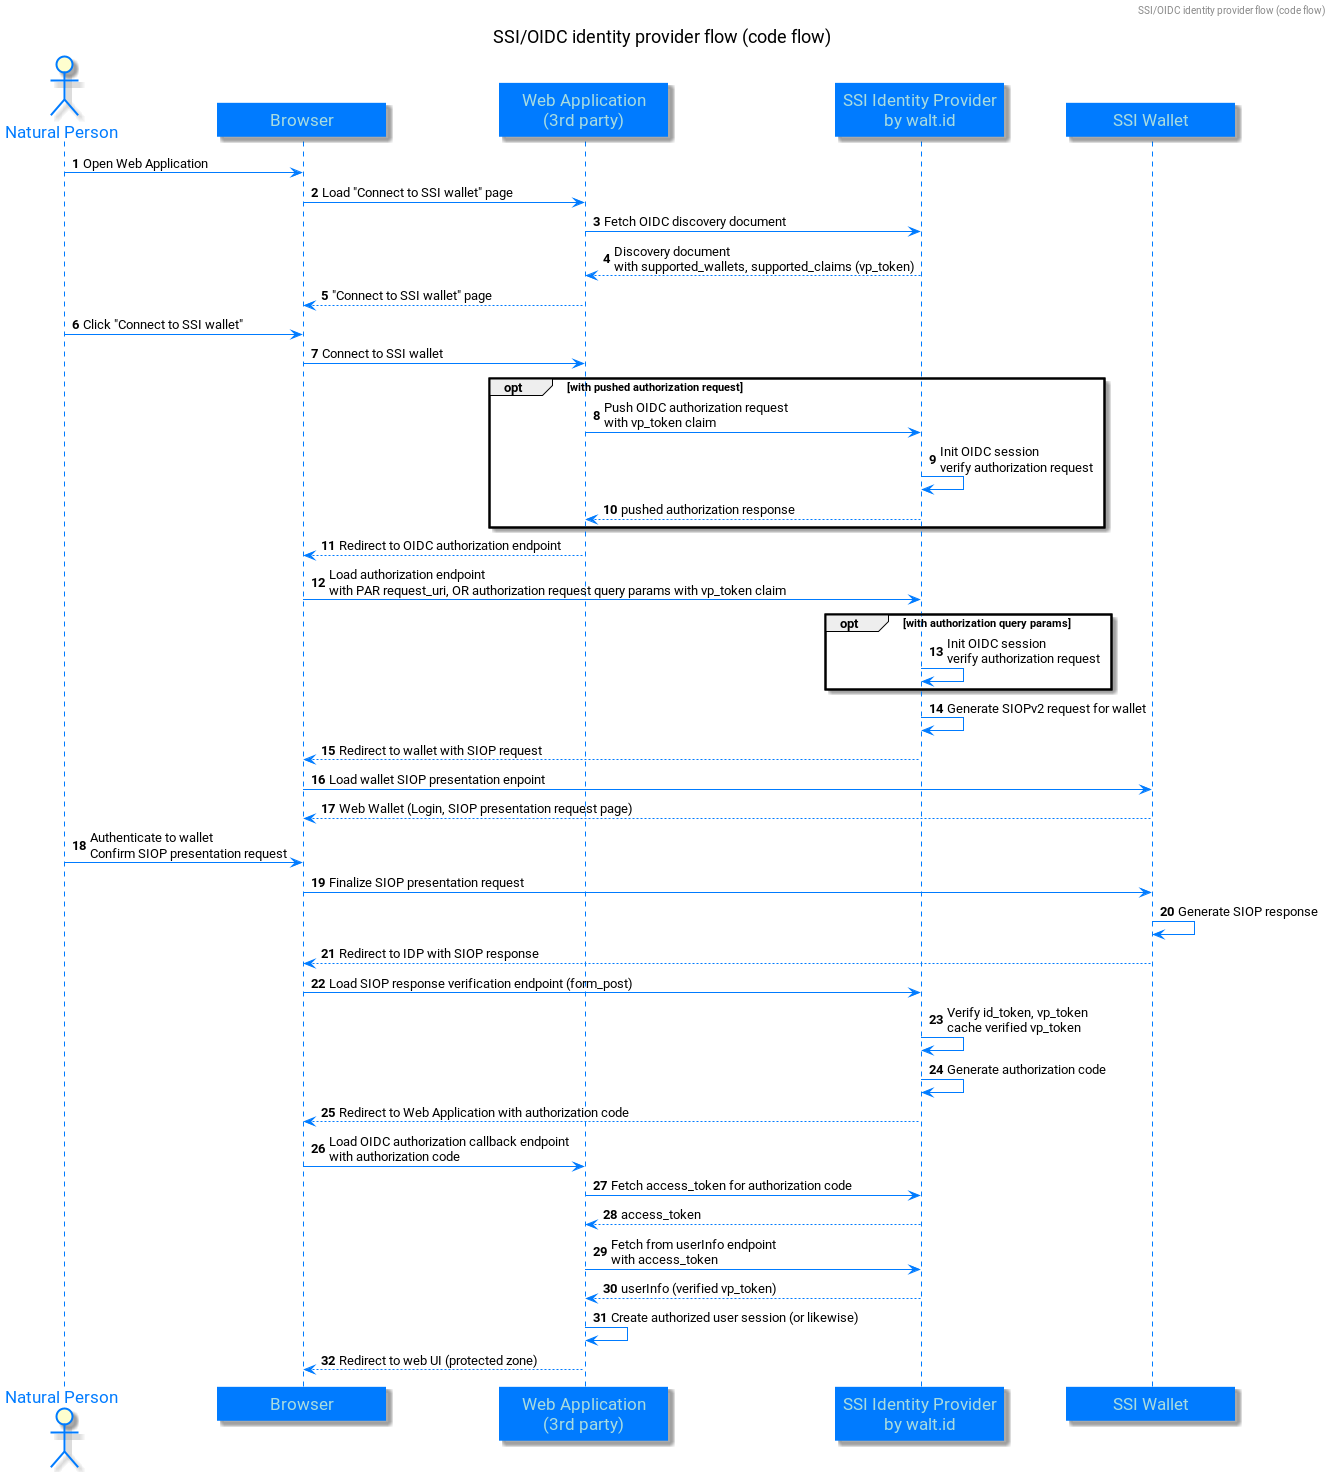 SSI/OIDC identity provider flow (code flow)
SSI/OIDC identity provider flow (code flow)
Natural Person
Browser
Web Application
(3rd party)
SSI Identity Provider
by walt.id
SSI Wallet
1 Open Web Application
2 Load "Connect to SSI wallet" page
3 Fetch OIDC discovery document
4 Discovery document
with supported_wallets, supported_claims (vp_token)
5 "Connect to SSI wallet" page
6 Click "Connect to SSI wallet"
7 Connect to SSI wallet
opt [with pushed authorization request]
8 Push OIDC authorization request
with vp_token claim
9 Init OIDC session
verify authorization request
10 pushed authorization response
11 Redirect to OIDC authorization endpoint
12 Load authorization endpoint
with PAR request_uri, OR authorization request query params with vp_token claim
opt [with authorization query params]
13 Init OIDC session
verify authorization request
14 Generate SIOPv2 request for wallet
15 Redirect to wallet with SIOP request
16 Load wallet SIOP presentation enpoint
17 Web Wallet (Login, SIOP presentation request page)
18 Authenticate to wallet
Confirm SIOP presentation request
19 Finalize SIOP presentation request
20 Generate SIOP response
21 Redirect to IDP with SIOP response
22 Load SIOP response verification endpoint (form_post)
23 Verify id_token, vp_token
cache verified vp_token
24 Generate authorization code
25 Redirect to Web Application with authorization code
26 Load OIDC authorization callback endpoint
with authorization code
27 Fetch access_token for authorization code
28 access_token
29 Fetch from userInfo endpoint
with access_token
30 userInfo (verified vp_token)
31 Create authorized user session (or likewise)
32 Redirect to web UI (protected zone)
Natural Person
Browser
Web Application
(3rd party)
SSI Identity Provider
by walt.id
SSI Wallet